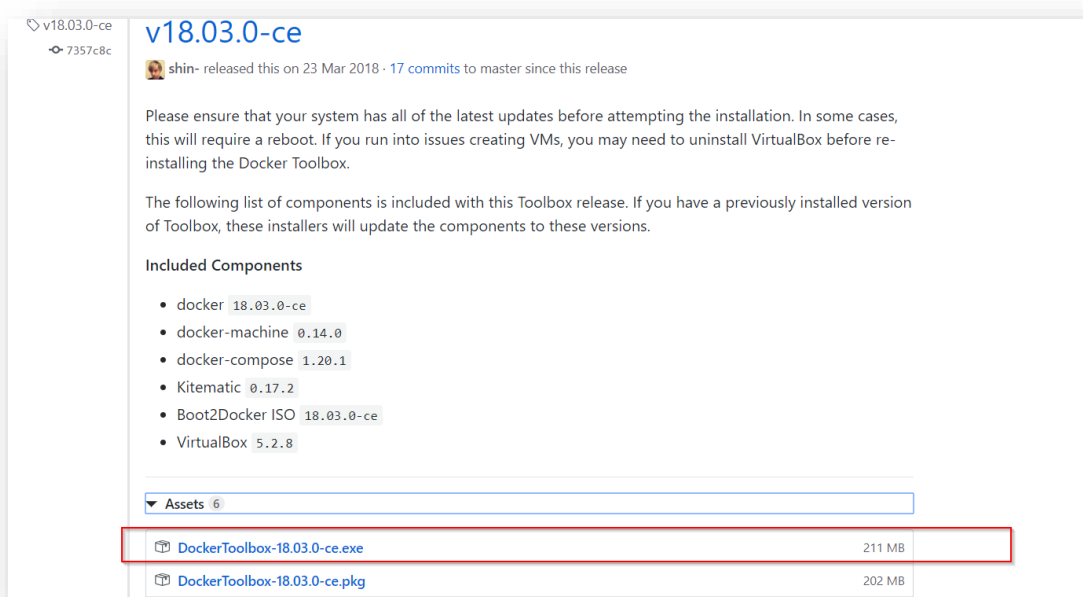 v18.03.0-ce
7357c8c
v18.03.0-ce
shin- released this on 23 Mar 2018 · 17 commits to master since this release
Please ensure that your system has all of the latest updates before attempting the installation. In some cases,
this will require a reboot. If you run into issues creating VMs, you may need to uninstall VirtualBox before re-
installing the Docker Toolbox.
The following list of components is included with this Toolbox release. If you have a previously installed version
of Toolbox, these installers will update the components to these versions.
Included Components
docker 18.03.0-ce
docker-machine 0.14.0
docker-compose 1.20.1
Kitematic 0.17.2
Boot2Docker ISO 18.03.0-ce
VirtualBox 5.2.8
Assets 6
DockerToolbox-18.03.0-ce.exe 211 MB
DockerToolbox-18.03.0-ce.pkg 202 MB